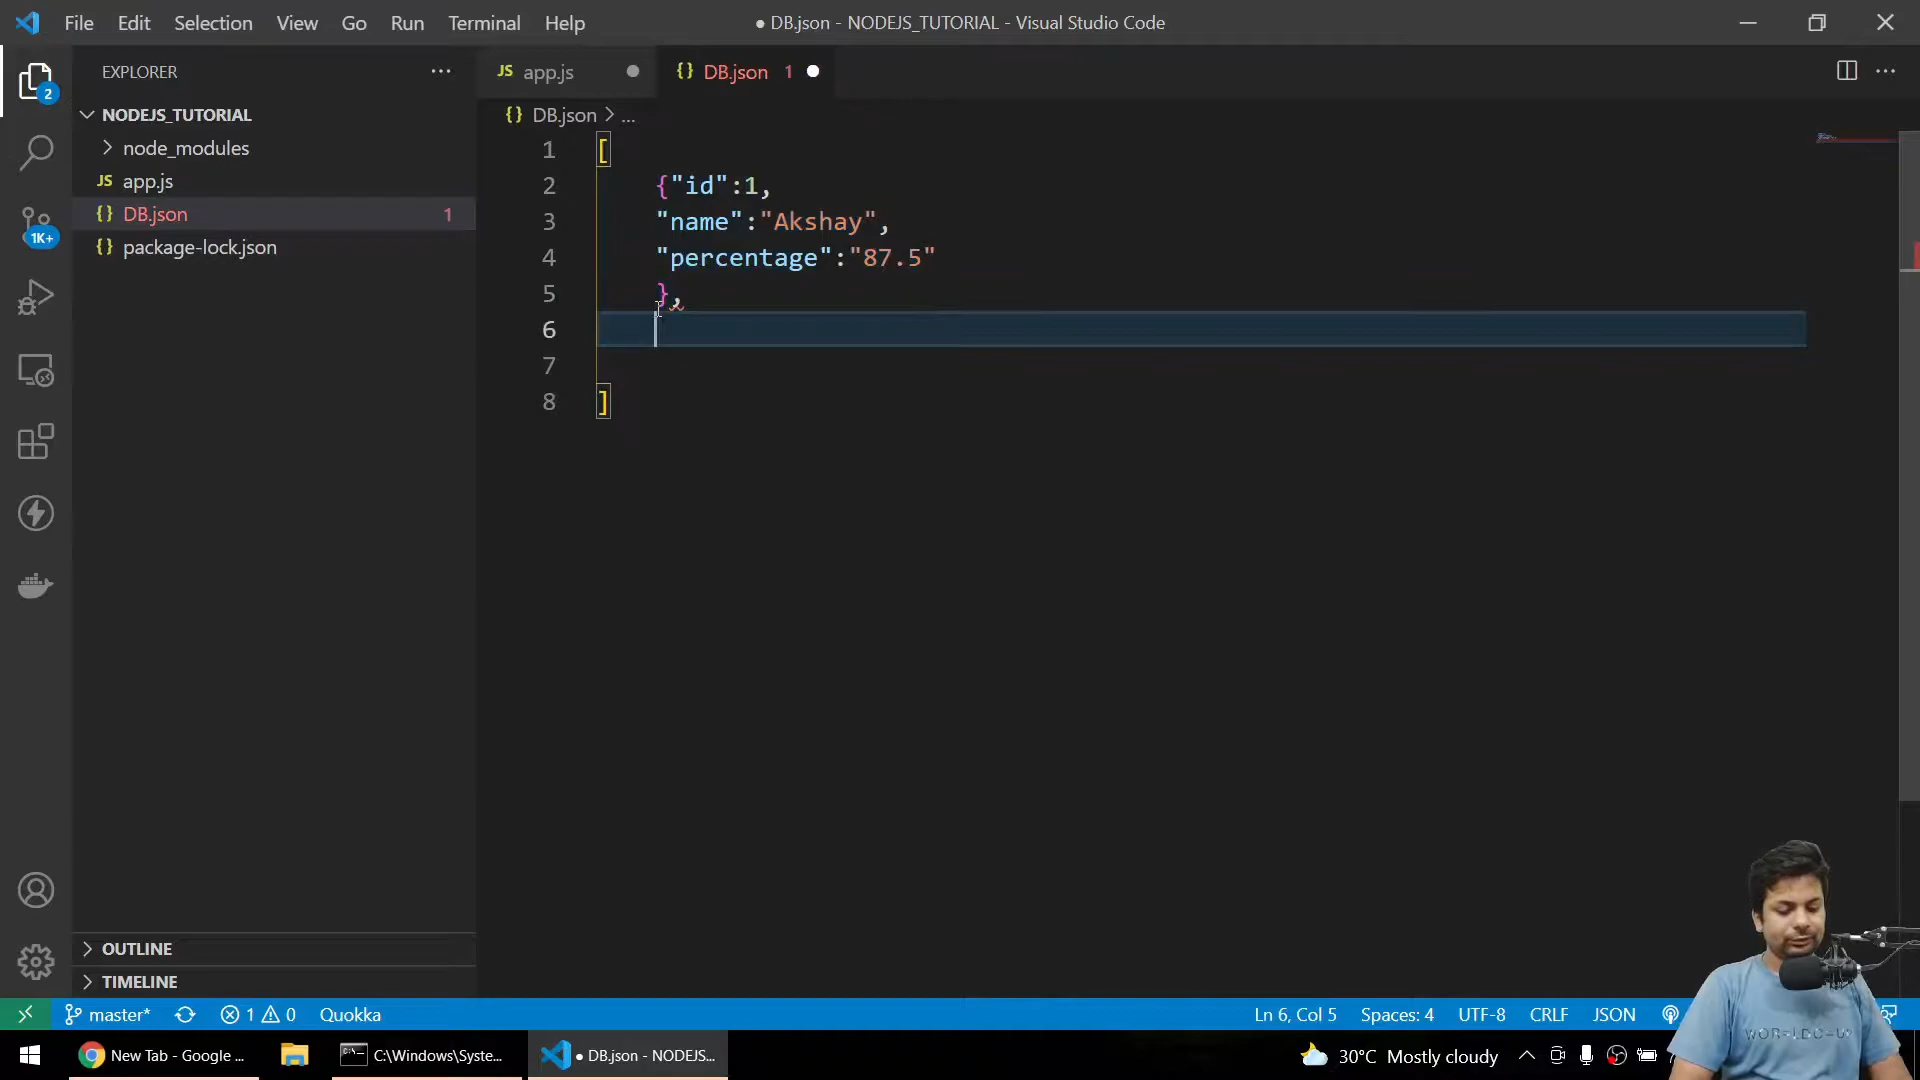 File Edit Selection View Go Run Terminal Help
● DB.json - NODEJS_TUTORIAL - Visual Studio Code
EXPLORER
JS app.js
{} DB.json 1
NODEJS_TUTORIAL
{} DB.json > ...
node_modules
JS app.js
{} DB.json 1
{} package-lock.json
2
1K+
1 [
2 {"id":1,
3 "name":"Akshay",
4 "percentage":"87.5"
5 },
6
7
8 ]
OUTLINE
TIMELINE
master* 1 0 Quokka
Ln 6, Col 5 Spaces: 4 UTF-8 CRLF JSON
New Tab - Google ...
C:\Windows\Syste...
● DB.json - NODEJS...
30°C Mostly cloudy